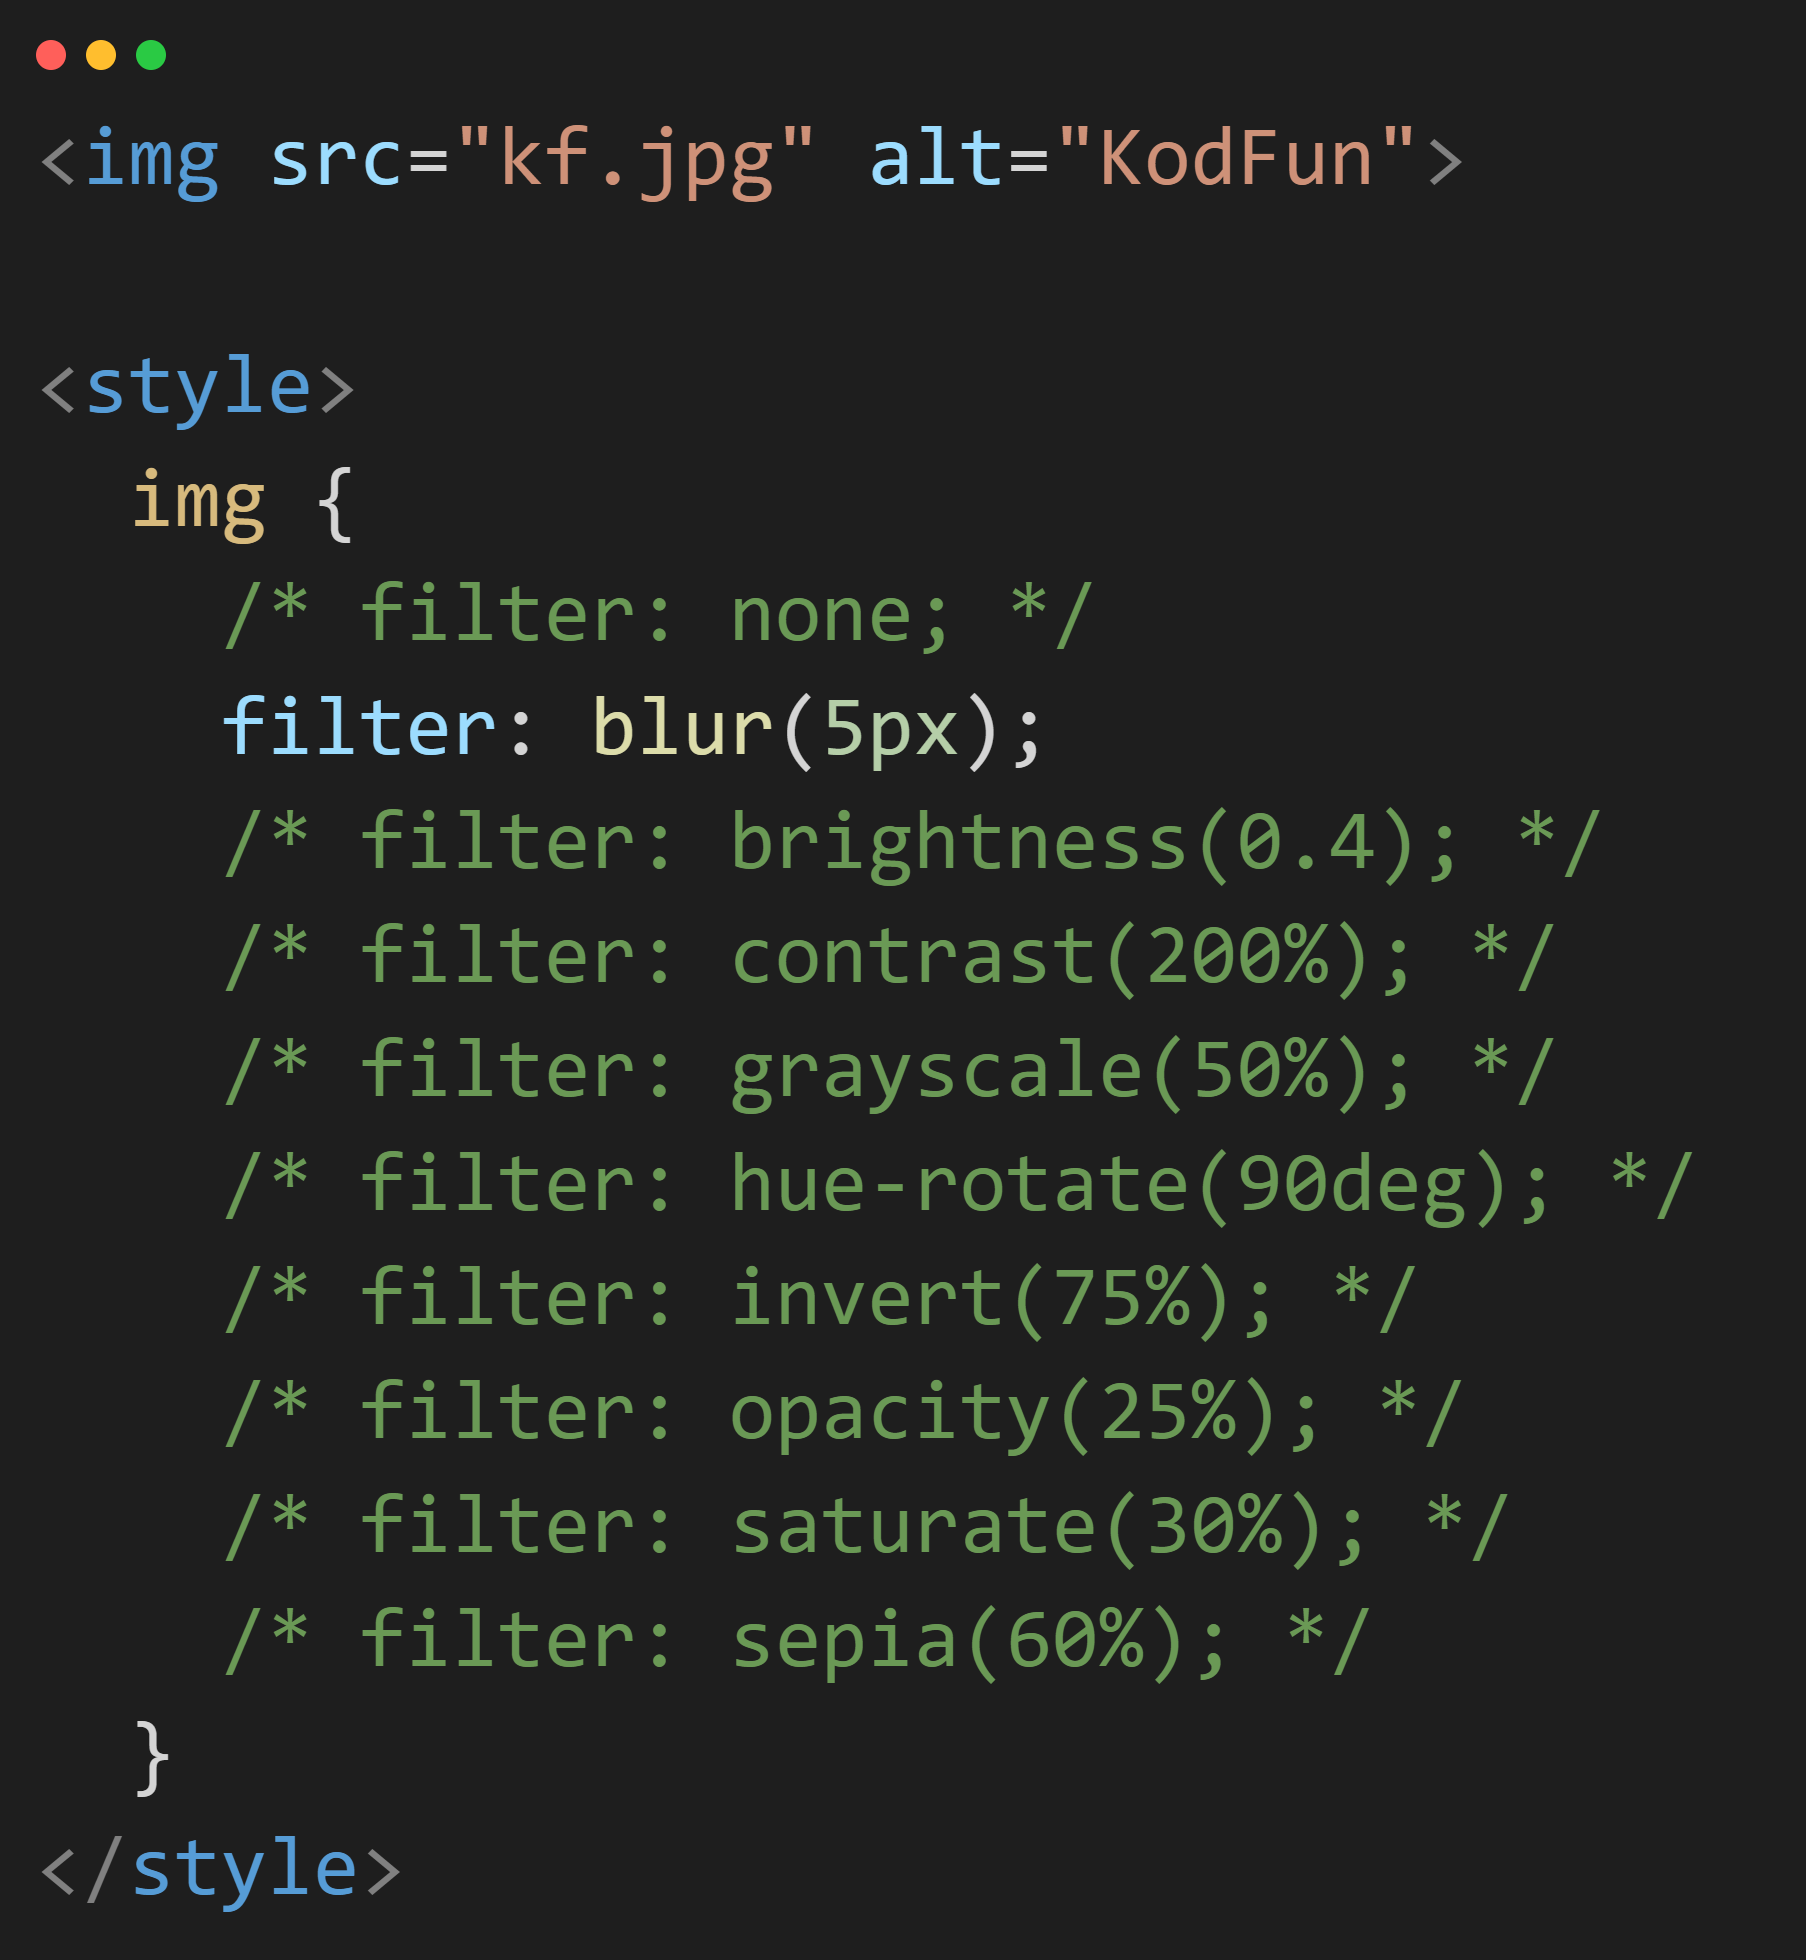 <img src="kf.jpg" alt="KodFun">
<style>
img {
/* filter: none; */
filter: blur(5px);
/* filter: brightness(0.4); */
/* filter: contrast(200%); */
/* filter: grayscale(50%); */
/* filter: hue-rotate(90deg); */
/* filter: invert(75%); */
/* filter: opacity(25%); */
/* filter: saturate(30%); */
/* filter: sepia(60%); */
}
</style>